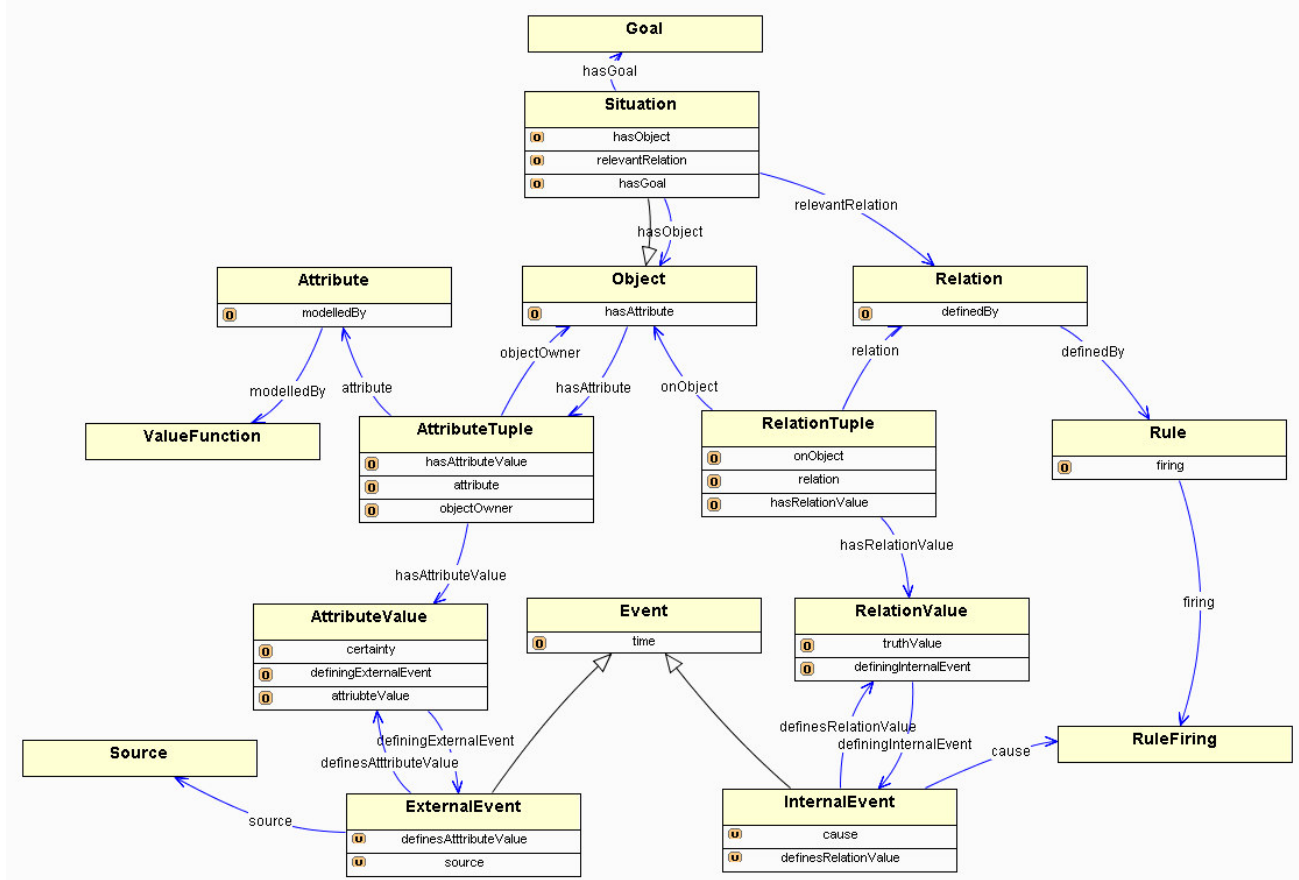 Goal
hasGoal
Situation
O hasObject
O relevantRelation
O hasGoal
relevantRelation
hasObject
Attribute
O modelledBy
Object
O hasAttribute
Relation
O definedBy
objectOwner
relation
definedBy
modelledBy
attribute
hasAttribute
onObject
ValueFunction
AttributeTuple
O hasAttributeValue
O attribute
O objectOwner
RelationTuple
O onObject
O relation
O hasRelationValue
Rule
O firing
hasRelationValue
hasAttributeValue
AttributeValue
O certainty
O definingExternalEvent
O attriubteValue
Event
O time
RelationValue
O truthValue
O definingInternalEvent
firing
definesRelationValue
definingExternalEvent
definingInternalEvent
Source
definesAtttributeValue
cause
RuleFiring
source
ExternalEvent
U definesAtttributeValue
U source
InternalEvent
U cause
U definesRelationValue